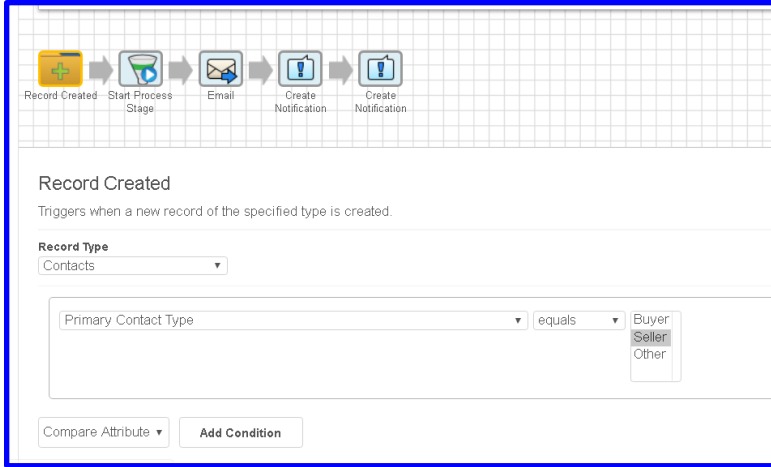 Record Created
Start Process
Stage
Email
Create
Notification
Create
Notification
Record Created
Triggers when a new record of the specified type is created.
Record Type
Contacts
Primary Contact Type
equals
Buyer
Seller
Other
Compare Attribute
Add Condition